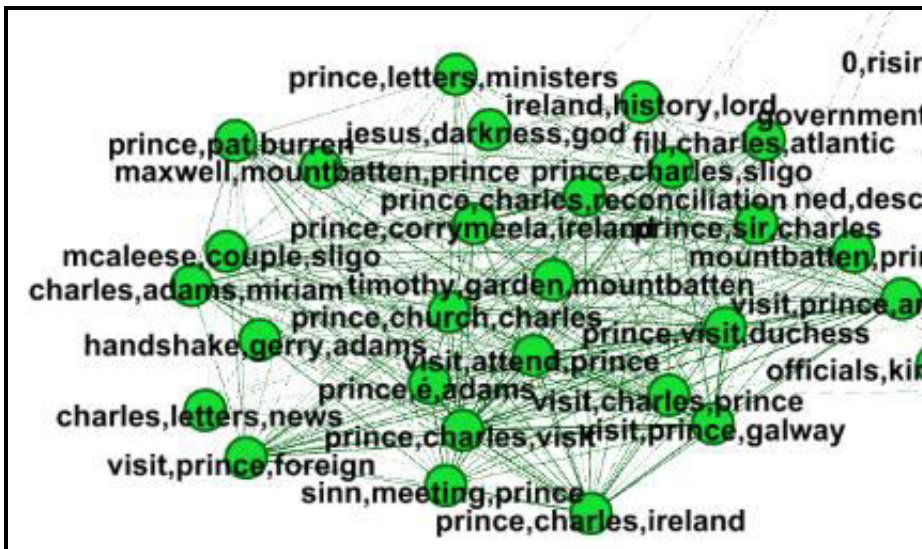 0,risin
prince,letters,ministers
ireland,history,lord
government
jesus,darkness,god
fill,charles,atlantic
prince,pat,burren
maxwell,mountbatten,prince
prince,charles,sligo
prince,charles,reconciliation
ned,desc
prince,corrymeela,ireland
prince,sir,charles
mcaleese,couple,sligo
mountbatten,prin
charles,adams,miriam
timothy,garden,mountbatten
visit,prince,a
prince,church,charles
prince,visit,duchess
handshake,gerry,adams
visit,attend,prince
officials,kin
prince,é,adams
visit,charles,prince
charles,letters,news
prince,charles,visit
visit,prince,galway
visit,prince,foreign
sinn,meeting,prince
prince,charles,ireland